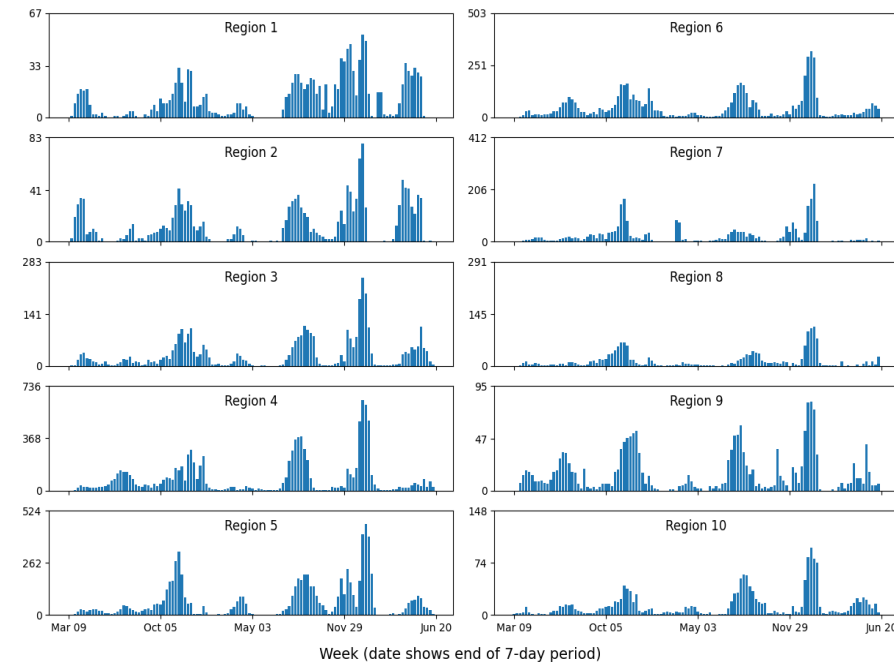 67
33
0
Region 1
503
251
0
Region 6
83
41
0
Region 2
412
206
0
Region 7
283
141
0
Region 3
291
145
0
Region 8
736
368
0
Region 4
95
47
0
Region 9
524
262
0
Region 5
148
74
0
Region 10
Mar 09 Oct 05 May 03 Nov 29 Jun 20
Mar 09 Oct 05 May 03 Nov 29 Jun 20
Week (date shows end of 7-day period)